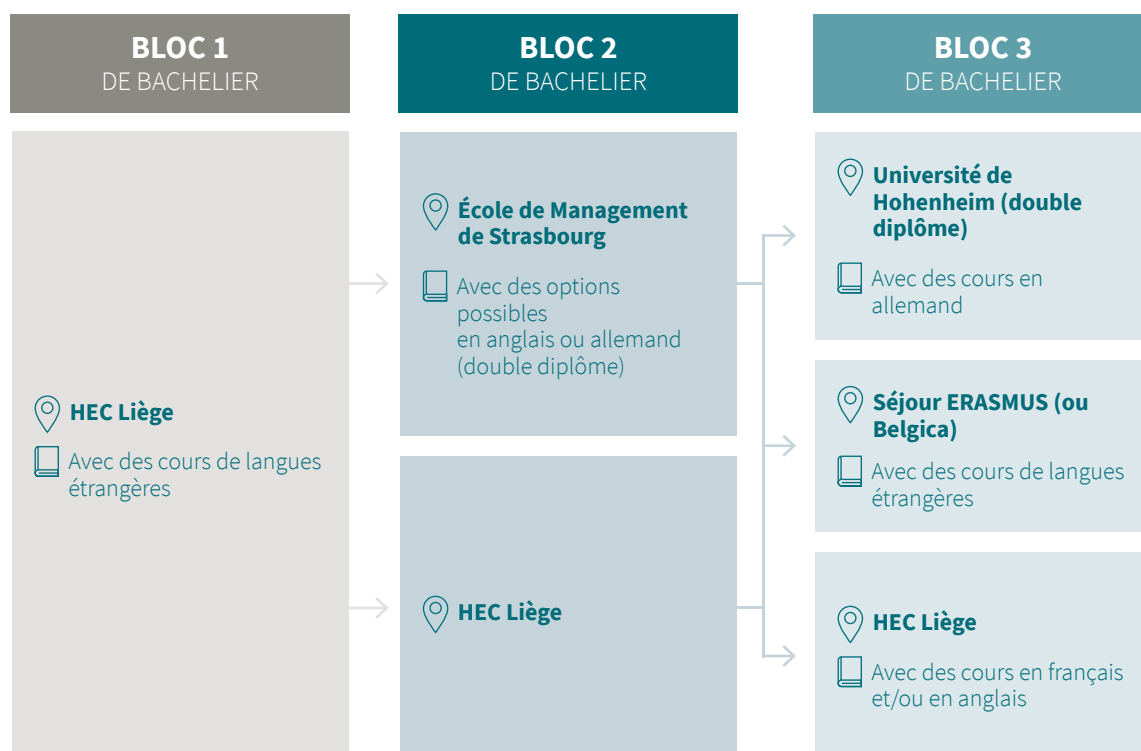 BLOC 1
DE BACHELIER
HEC Liège
Avec des cours de langues
étrangères
BLOC 2
DE BACHELIER
École de Management
de Strasbourg
Avec des options
possibles
en anglais ou allemand
(double diplôme)
HEC Liège
BLOC 3
DE BACHELIER
Université de
Hohenheim (double
diplôme)
Avec des cours en
allemand
Séjour ERASMUS (ou
Belgica)
Avec des cours de langues
étrangères
HEC Liège
Avec des cours en français
et/ou en anglais